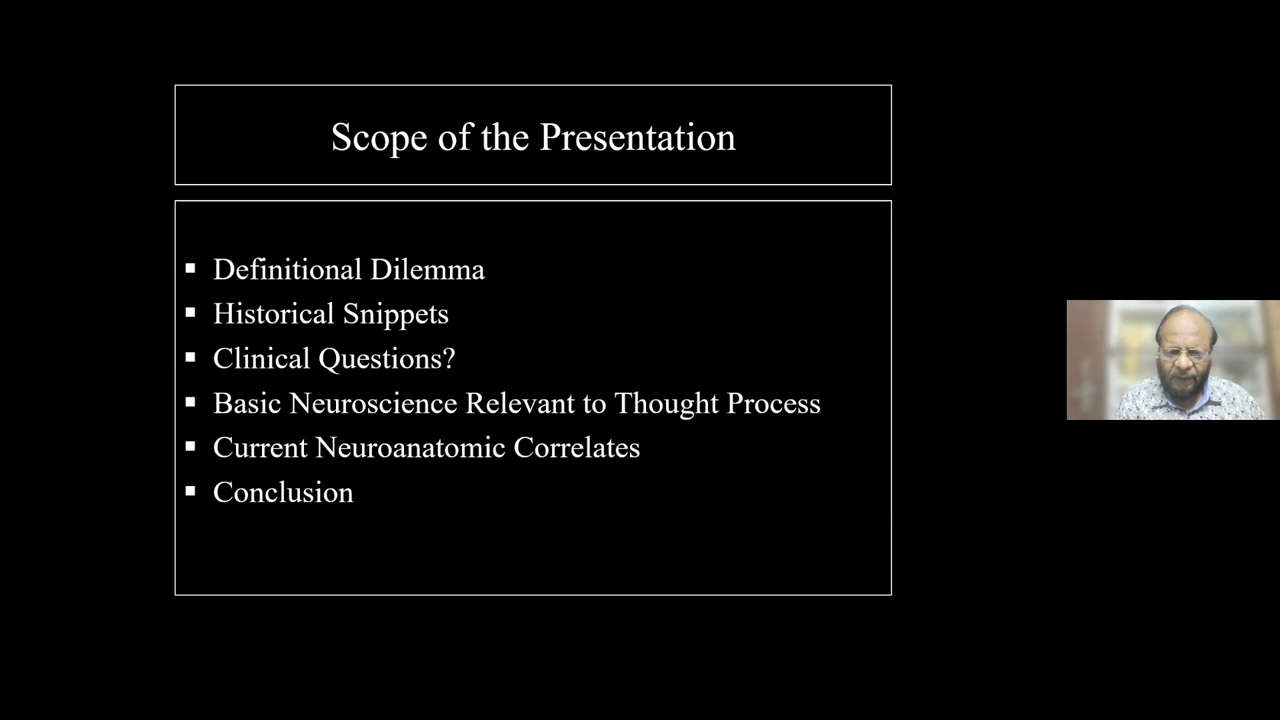 Scope of the Presentation
▪ Definitional Dilemma
▪ Historical Snippets
▪ Clinical Questions?
▪ Basic Neuroscience Relevant to Thought Process
▪ Current Neuroanatomic Correlates
▪ Conclusion